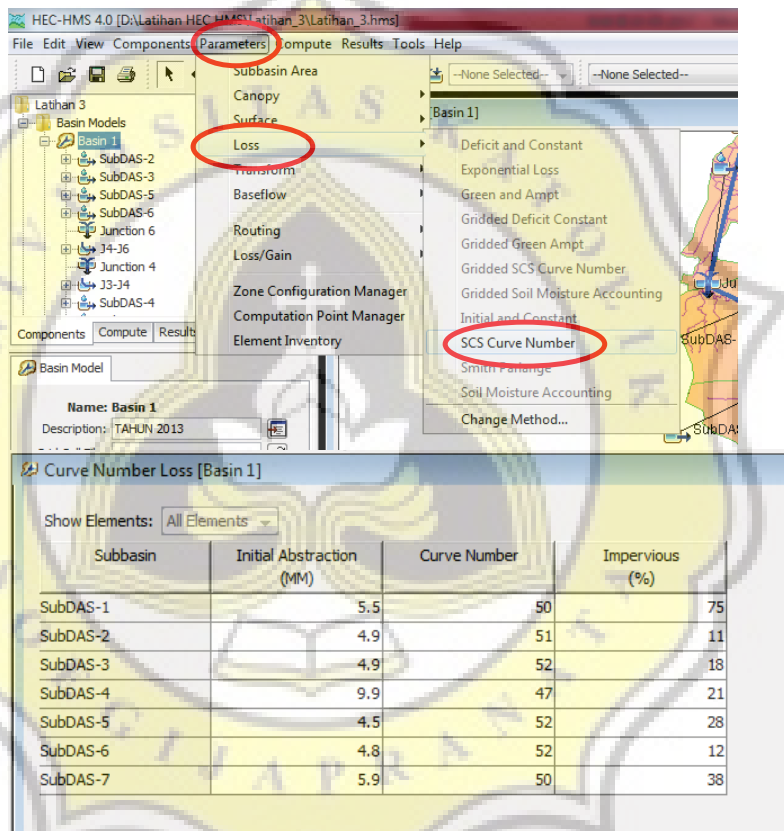 HEC-HMS 4.0 [D:\Latihan HEC HMS\Latihan_3\Latihan_3.hms]
File Edit View Components Parameters Compute Results Tools Help
--None Selected-- --None Selected--
Latihan 3
Basin Models
Basin 1
SubDAS-2
SubDAS-3
SubDAS-5
SubDAS-6
Junction 6
J4-J6
Junction 4
J3-J4
SubDAS-4
Components Compute Results
Subbasin Area
Canopy
Surface
Loss
Transform
Baseflow
Routing
Loss/Gain
Zone Configuration Manager
Computation Point Manager
Element Inventory
[Basin 1]
Deficit and Constant
Exponential Loss
Green and Ampt
Gridded Deficit Constant
Gridded Green Ampt
Gridded SCS Curve Number
Gridded Soil Moisture Accounting
Initial and Constant
SCS Curve Number
Smith Parlange
Soil Moisture Accounting
Change Method...
Ju
SubDAS-
SubDA
Basin Model
Name: Basin 1
Description: TAHUN 2013
Curve Number Loss [Basin 1]
Show Elements: All Elements
Subbasin Initial Abstraction (MM) Curve Number Impervious (%)
SubDAS-1 5.5 50 75
SubDAS-2 4.9 51 11
SubDAS-3 4.9 52 18
SubDAS-4 9.9 47 21
SubDAS-5 4.5 52 28
SubDAS-6 4.8 52 12
SubDAS-7 5.9 50 38